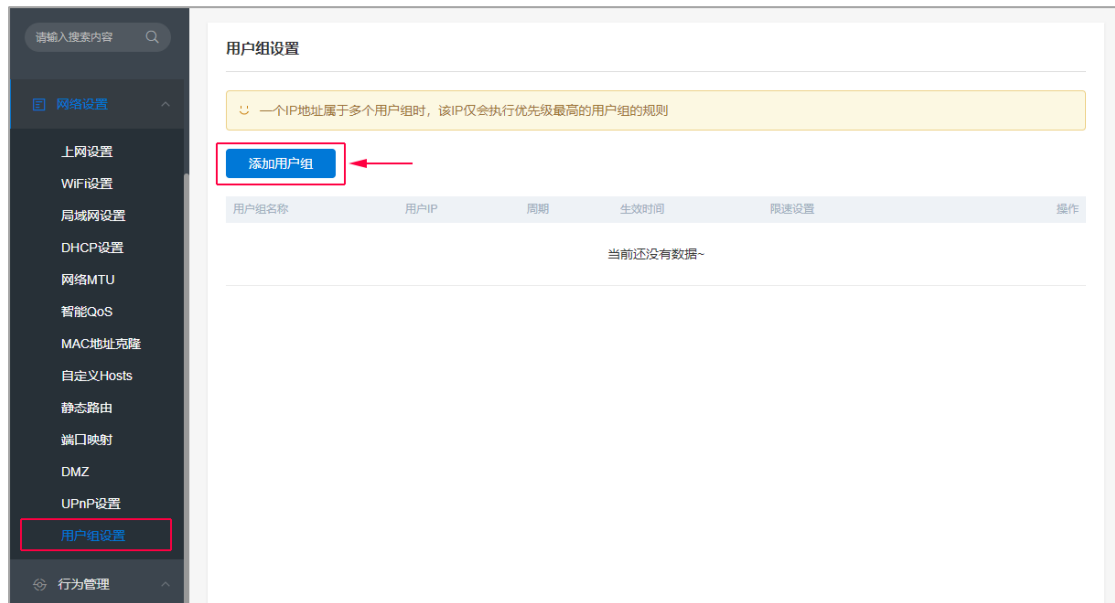 请输入搜索内容
网络设置
上网设置
WiFi设置
局域网设置
DHCP设置
网络MTU
智能QoS
MAC地址克隆
自定义Hosts
静态路由
端口映射
DMZ
UPnP设置
用户组设置
行为管理
用户组设置
一个IP地址属于多个用户组时，该IP仅会执行优先级最高的用户组的规则
添加用户组
用户组名称 用户IP 周期 生效时间 限速设置 操作
当前还没有数据~